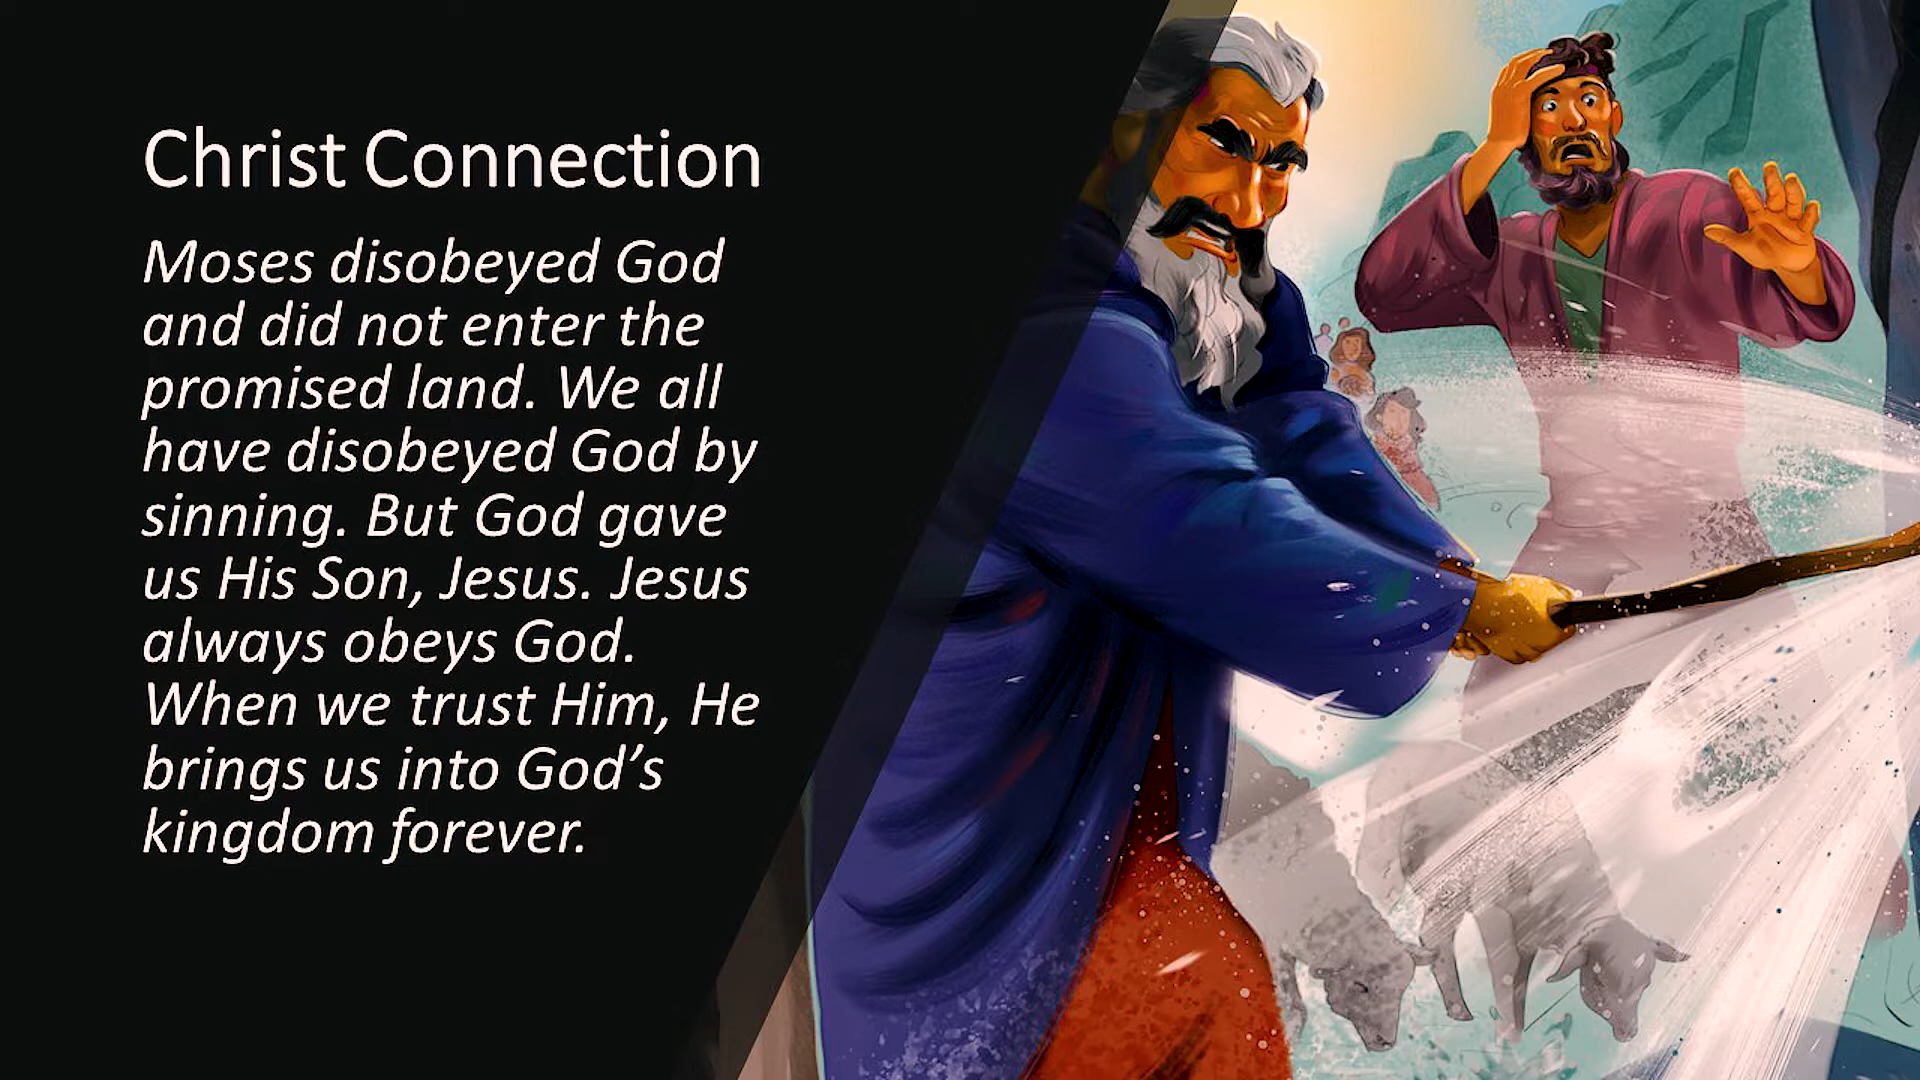 Christ Connection
Moses disobeyed God
and did not enter the
promised land. We all
have disobeyed God by
sinning. But God gave
us His Son, Jesus. Jesus
always obeys God.
When we trust Him, He
brings us into God’s
kingdom forever.